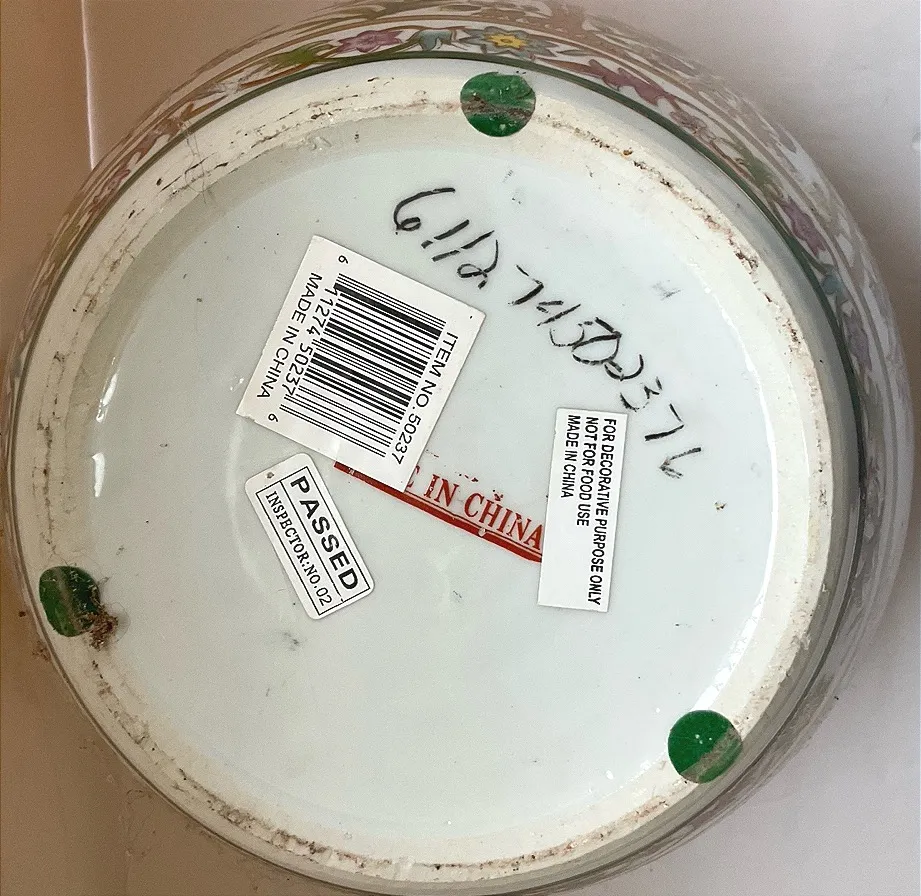 611274502376
ITEM NO.50237
6 11274 50237 6
MADE IN CHINA
IN CHINA
FOR DECORATIVE PURPOSE ONLY
NOT FOR FOOD USE
MADE IN CHINA
PASSED
INSPECTOR:NO.02